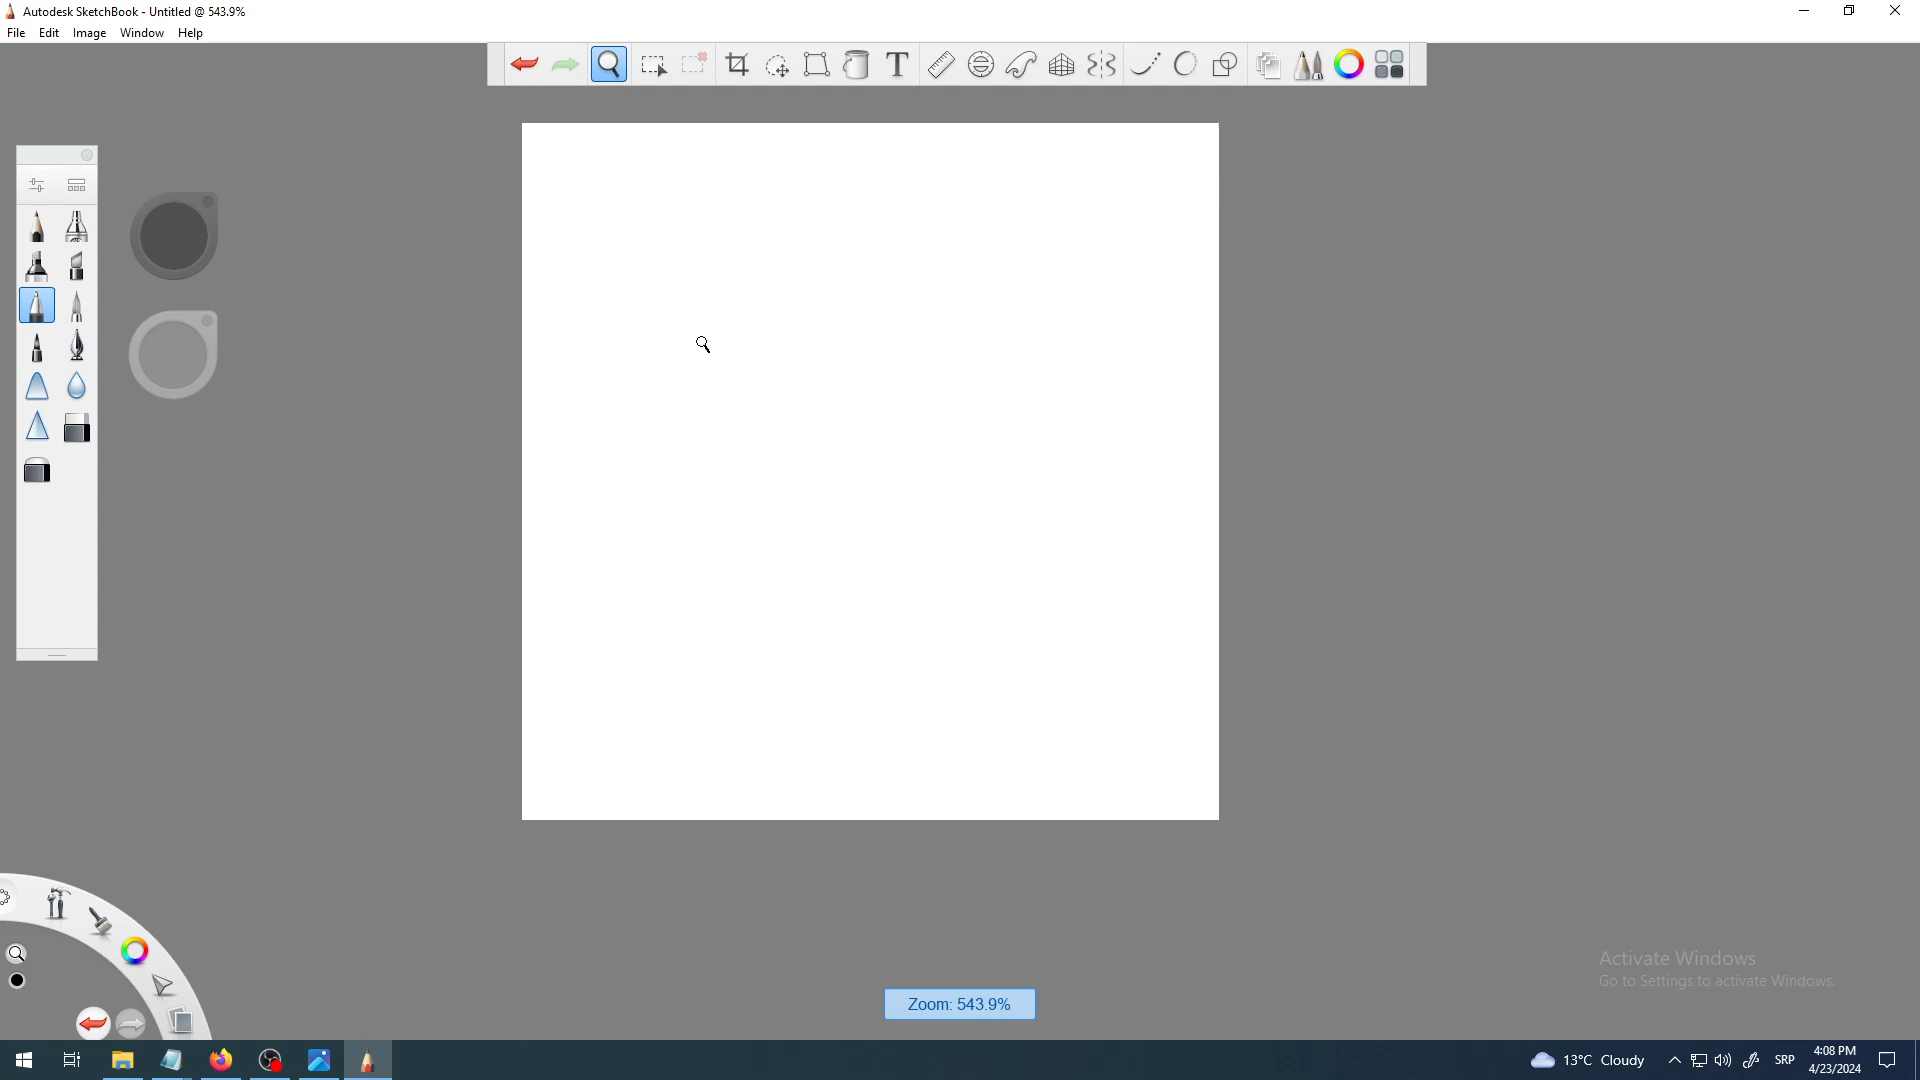 Autodesk SketchBook - Untitled @ 543.9%
File Edit Image Window Help
T
Zoom: 543.9%
Activate Windows
Go to Settings to activate Windows.
13°C Cloudy
SRP
4:08 PM
4/23/2024